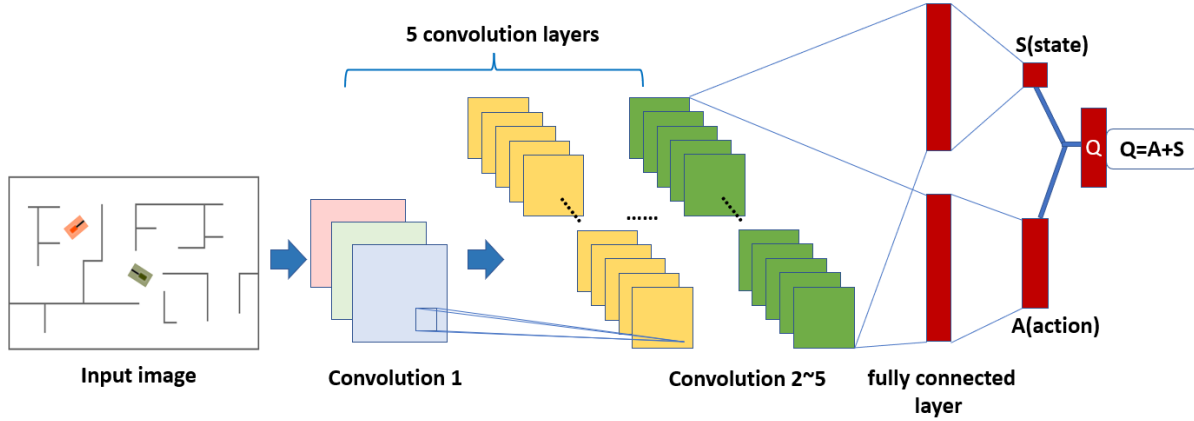 5 convolution layers
S(state)
Q
Q=A+S
......
A(action)
Input image
Convolution 1
Convolution 2~5
fully connected
layer